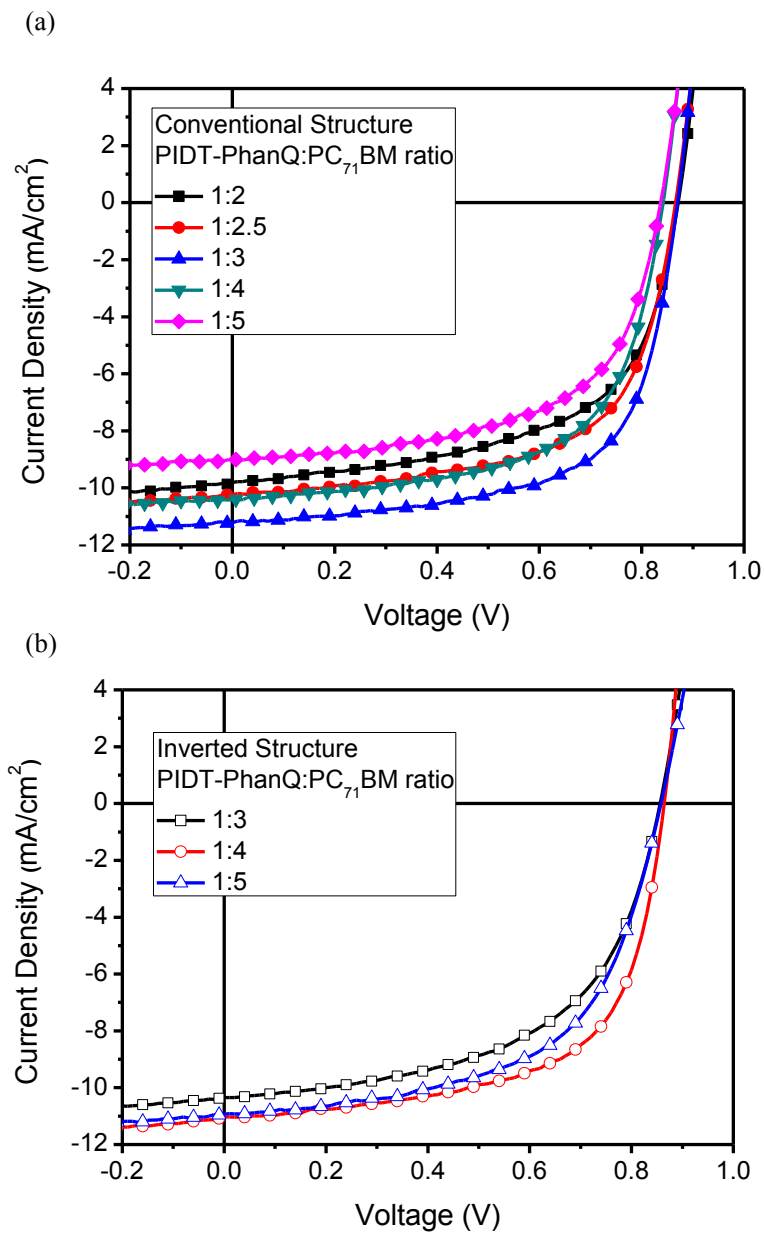 (a)
4
2
0
-2
-4
-6
-8
-10
-12
Current Density (mA/cm²)
Conventional Structure
PIDT-PhanQ:PC₇₁BM ratio
1:2
1:2.5
1:3
1:4
1:5
-0.2 0.0 0.2 0.4 0.6 0.8 1.0
Voltage (V)
(b)
4
2
0
-2
-4
-6
-8
-10
-12
Current Density (mA/cm²)
Inverted Structure
PIDT-PhanQ:PC₇₁BM ratio
1:3
1:4
1:5
-0.2 0.0 0.2 0.4 0.6 0.8 1.0
Voltage (V)